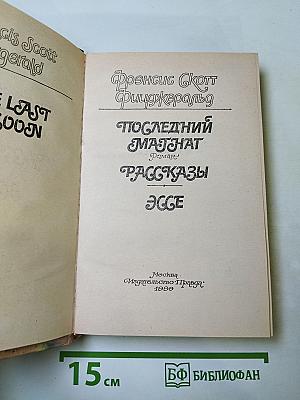 cis Scott
gerald
E LAST
OON
Фрэнсис Скотт
Фицджеральд
ПОСЛЕДНИЙ
МАГНАТ
Роман
РАССКАЗЫ
ЭССЕ
Москва
«Издательство Правда»
15 см
БФ БИБЛИОФАН